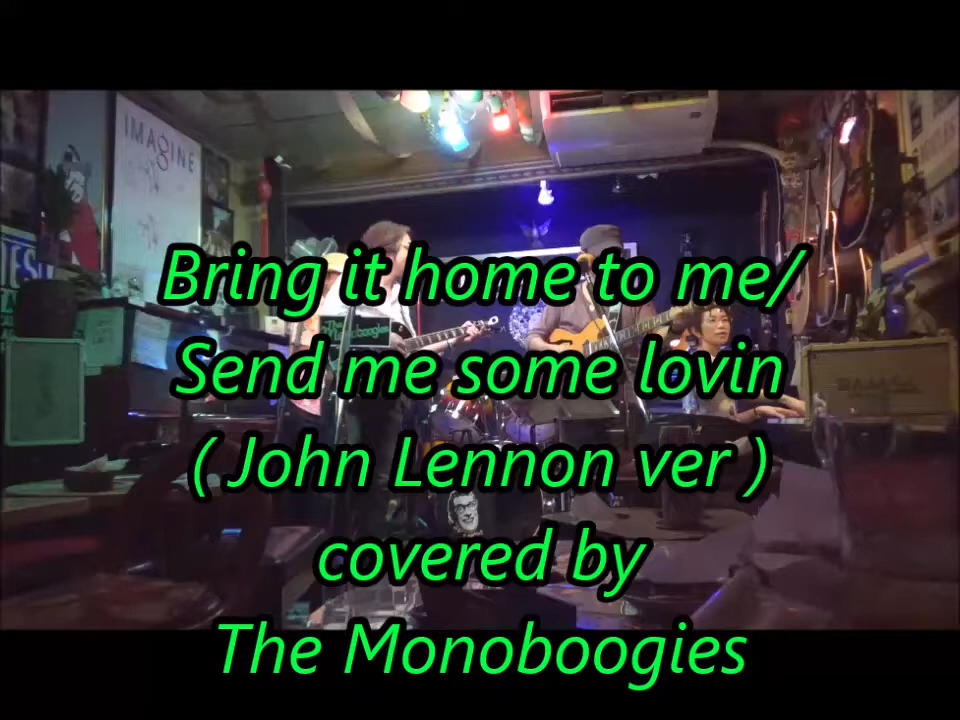 IMAGINE
Bring it home to me/
Send me some lovin
( John Lennon ver )
covered by
The Monoboogies